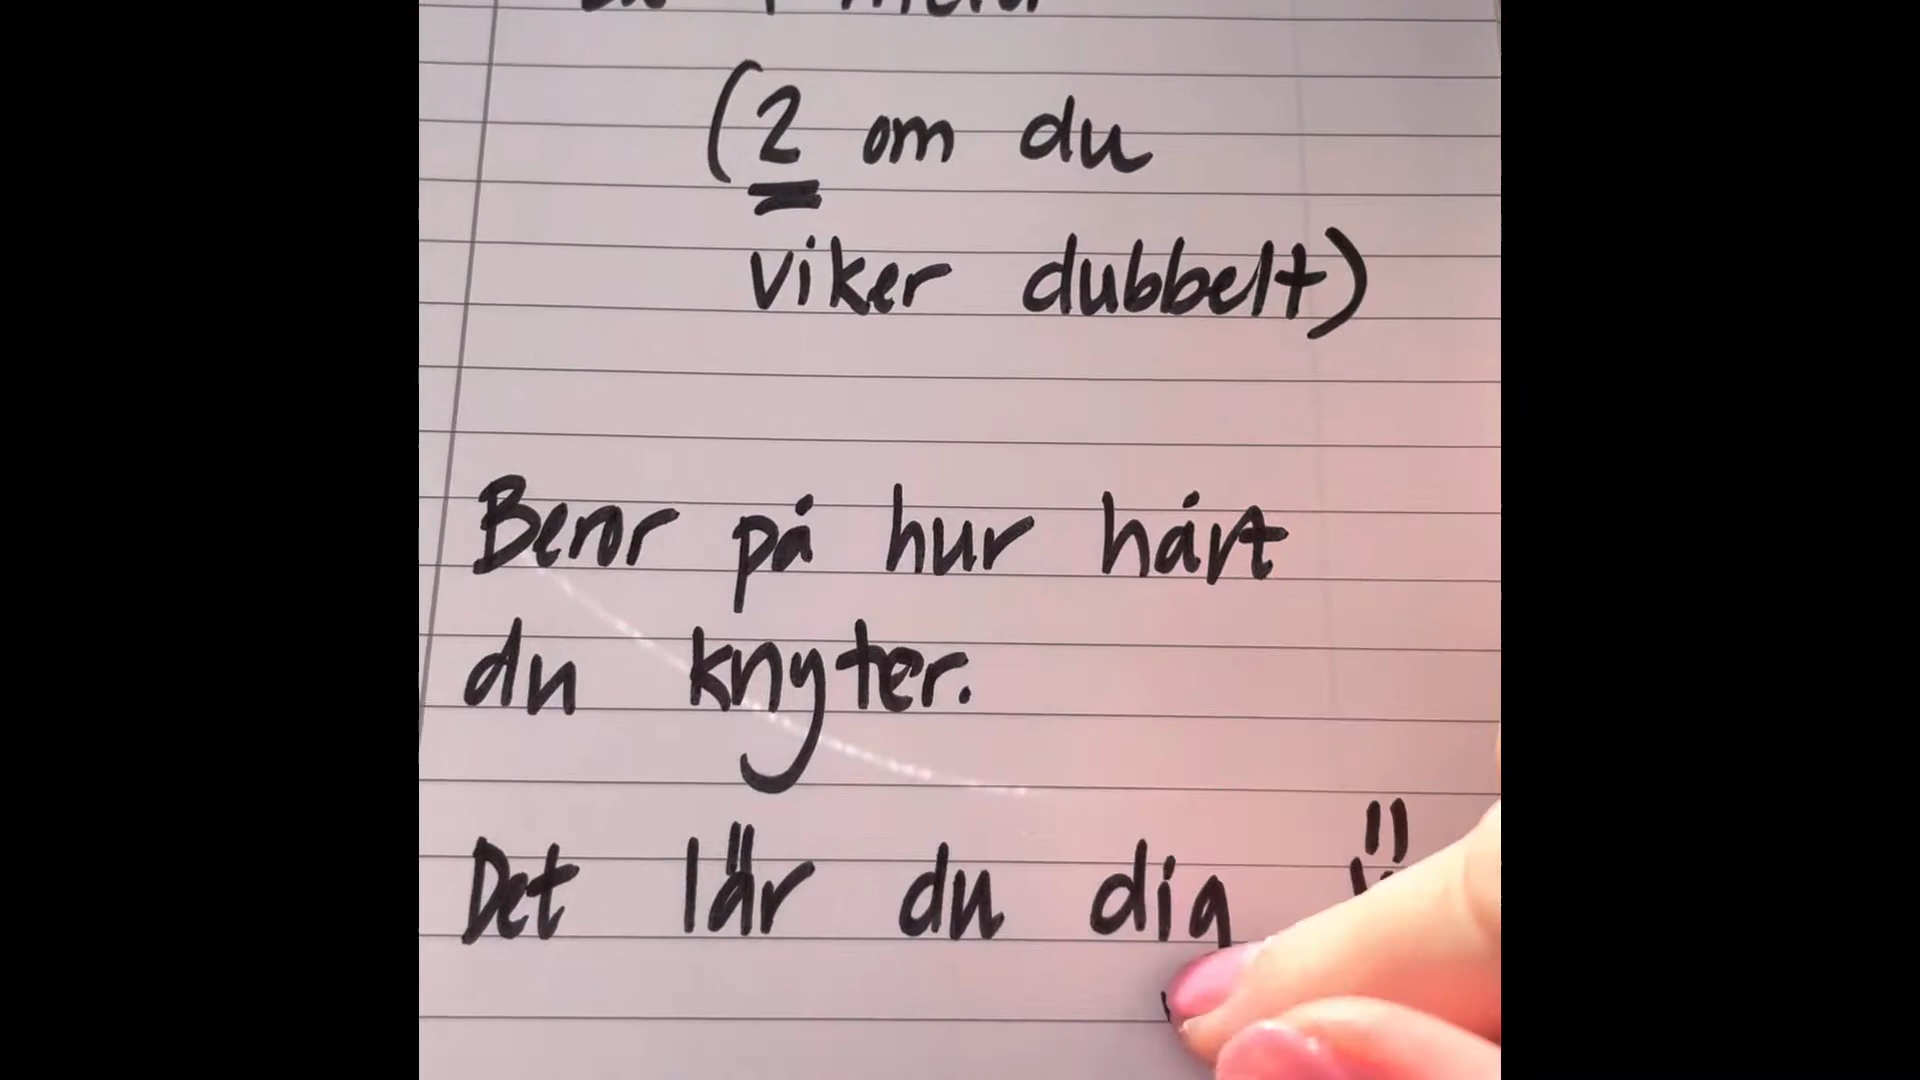 (2 om du
viker dubbelt)
Beror på hur hårt
du knyter.
Det lär du dig